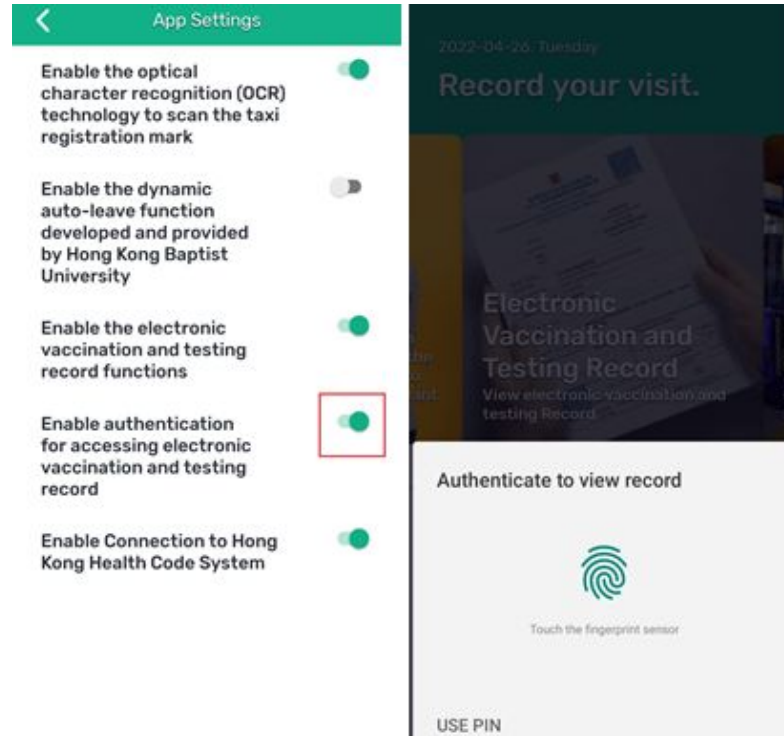 App Settings
Enable the optical
character recognition (OCR)
technology to scan the taxi
registration mark
Enable the dynamic
auto-leave function
developed and provided
by Hong Kong Baptist
University
Enable the electronic
vaccination and testing
record functions
Enable authentication
for accessing electronic
vaccination and testing
record
Enable Connection to Hong
Kong Health Code System
2022-04-26, Tuesday
Record your visit.
Electronic
Vaccination and
Testing Record
View electronic vaccination and
testing Record
Authenticate to view record
Touch the fingerprint sensor
USE PIN